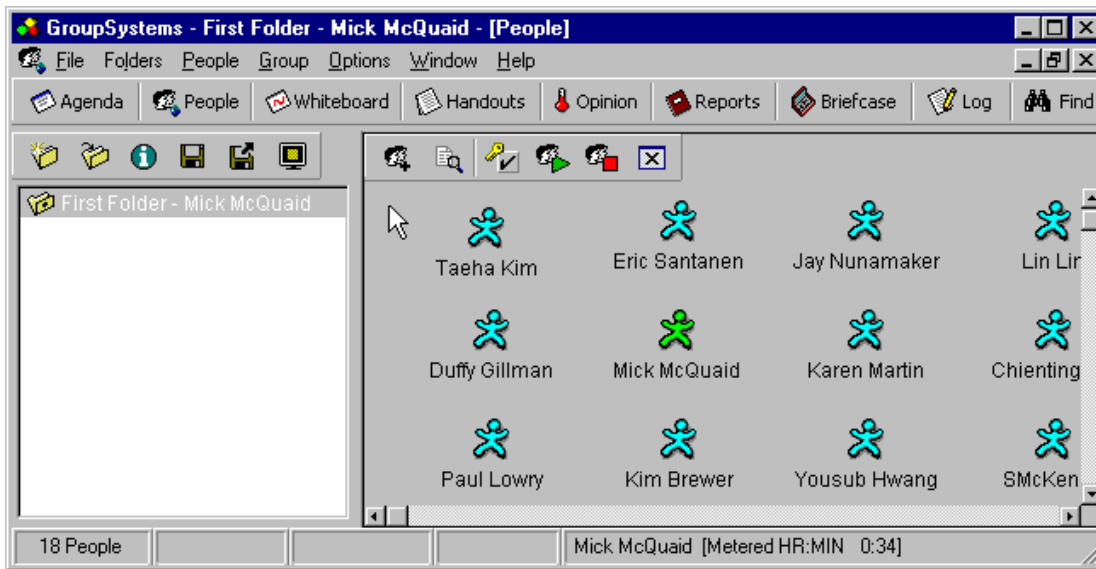 GroupSystems - First Folder - Mick McQuaid - [People]
File Folders People Group Options Window Help
Agenda People Whiteboard Handouts Opinion Reports Briefcase Log Find
First Folder - Mick McQuaid
Taeha Kim Eric Santanen Jay Nunamaker Lin Lin
Duffy Gillman Mick McQuaid Karen Martin Chienting
Paul Lowry Kim Brewer Yousub Hwang SMcKen
18 People Mick McQuaid [Metered HR:MIN 0:34]